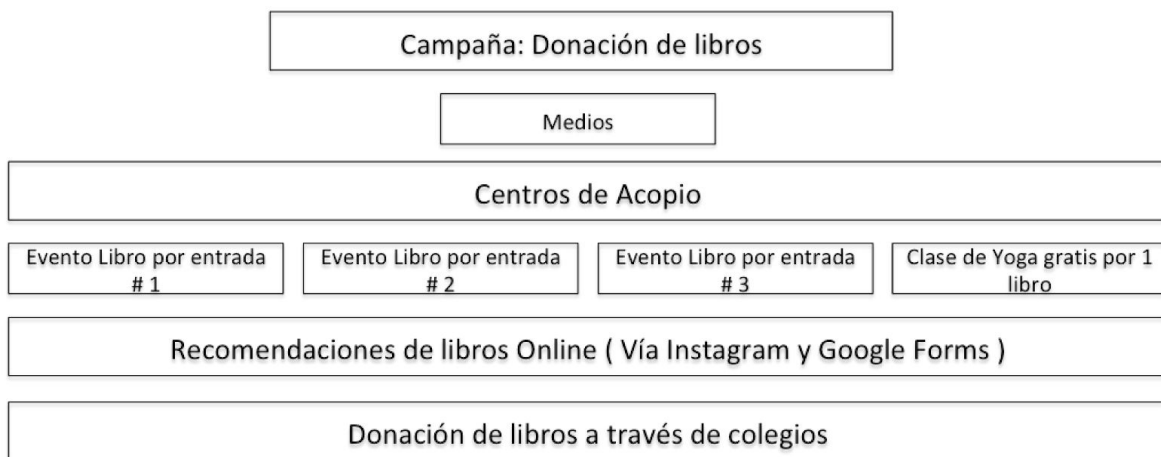 Campaña: Donación de libros
Medios
Centros de Acopio
Evento Libro por entrada
# 1
Evento Libro por entrada
# 2
Evento Libro por entrada
# 3
Clase de Yoga gratis por 1
libro
Recomendaciones de libros Online ( Vía Instagram y Google Forms )
Donación de libros a través de colegios